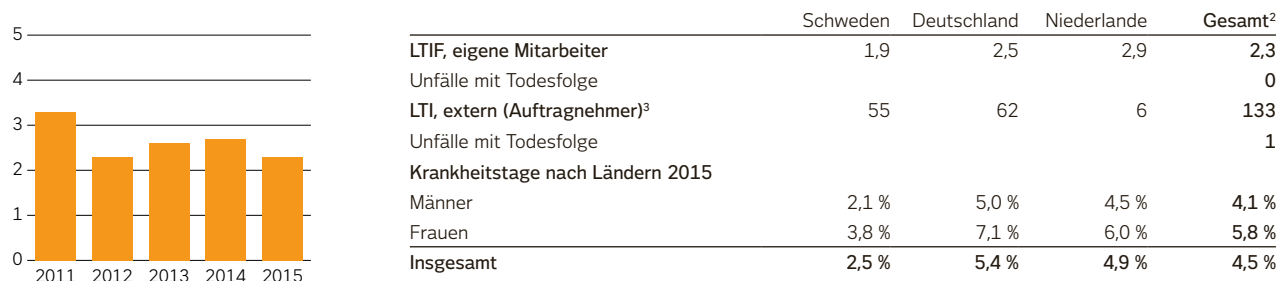 5
4
3
2
1
0
2011 2012 2013 2014 2015
Schweden Deutschland Niederlande Gesamt²
LTIF, eigene Mitarbeiter 1,9 2,5 2,9 2,3
Unfälle mit Todesfolge 0
LTI, extern (Auftragnehmer)³ 55 62 6 133
Unfälle mit Todesfolge 1
Krankheitstage nach Ländern 2015
Männer 2,1 % 5,0 % 4,5 % 4,1 %
Frauen 3,8 % 7,1 % 6,0 % 5,8 %
Insgesamt 2,5 % 5,4 % 4,9 % 4,5 %